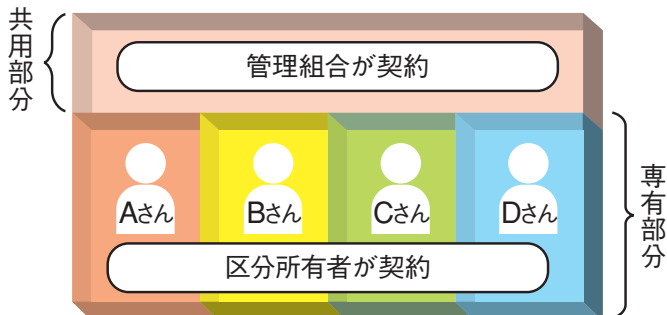 共用部分
管理組合が契約
Aさん
Bさん
Cさん
Dさん
専有部分
区分所有者が契約